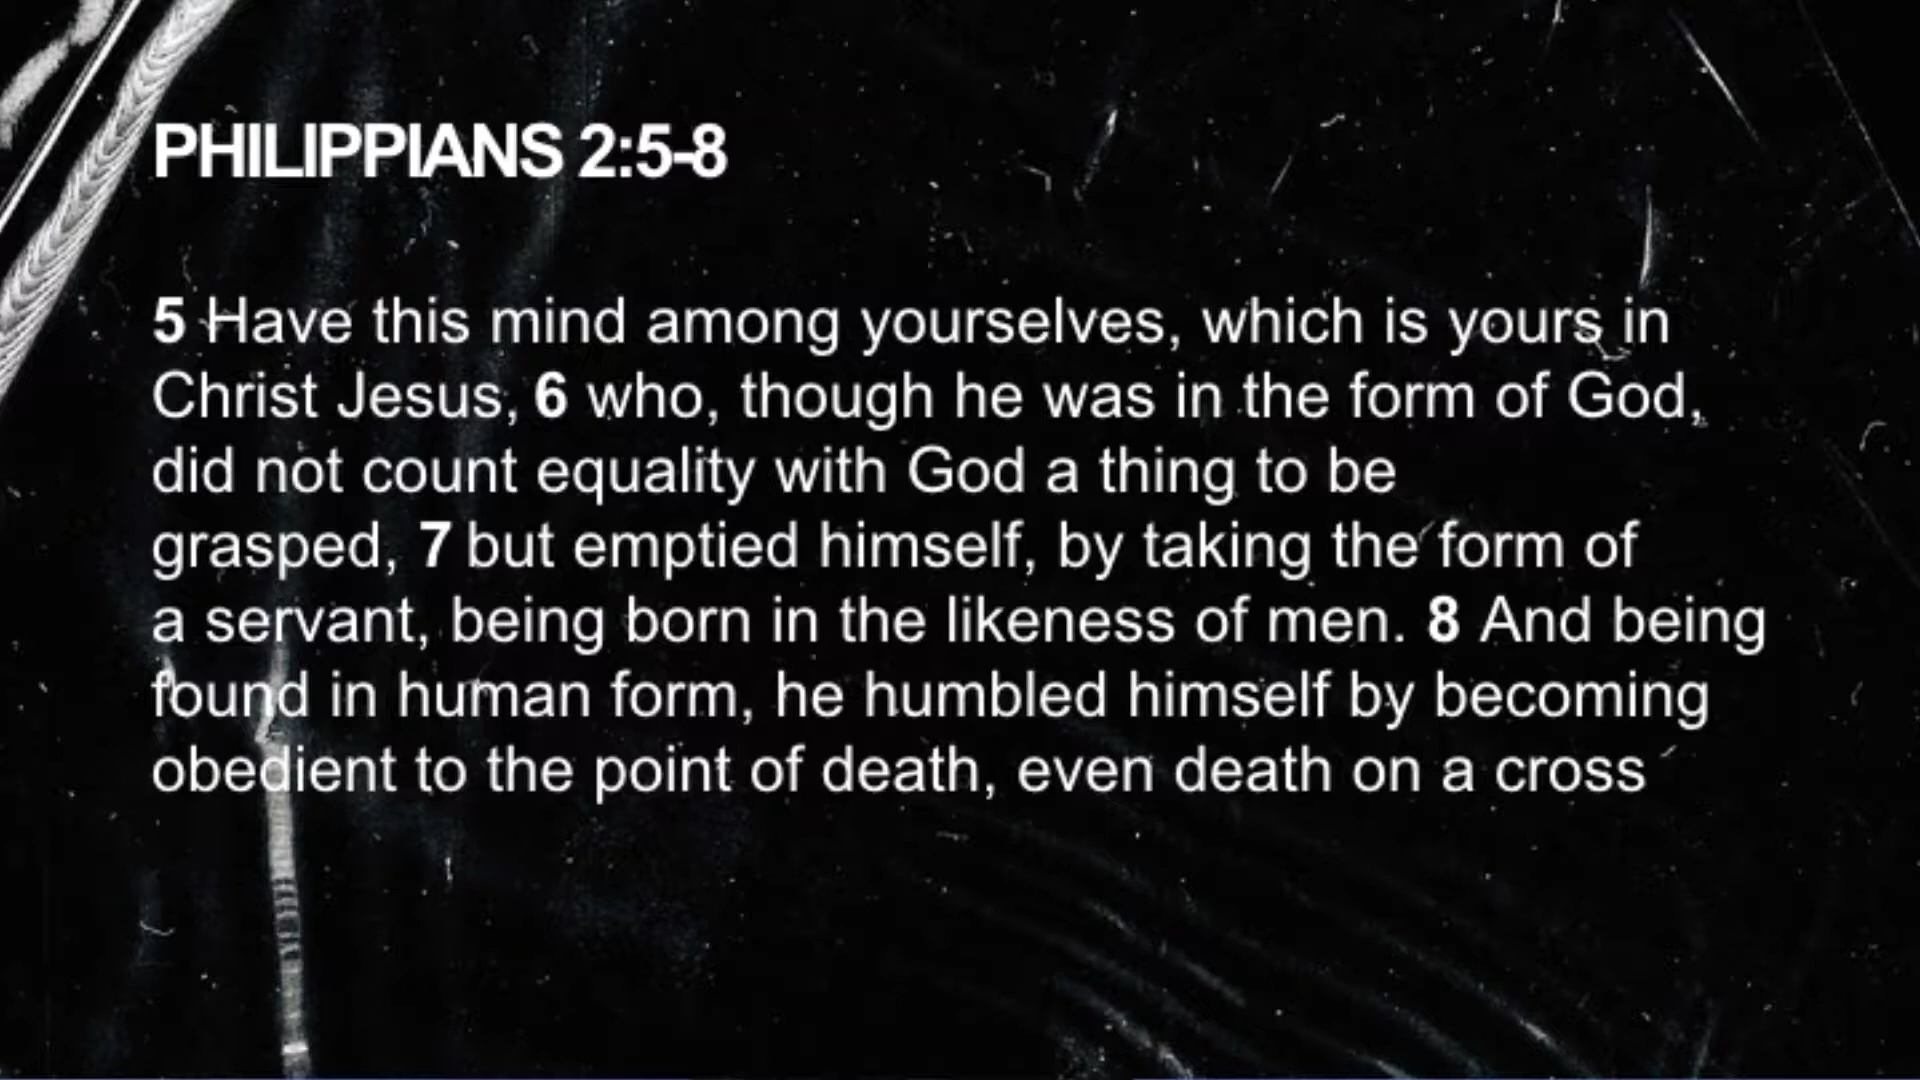 PHILIPPIANS 2:5-8
5 Have this mind among yourselves, which is yours in
Christ Jesus, 6 who, though he was in the form of God,
did not count equality with God a thing to be
grasped, 7 but emptied himself, by taking the form of
a servant, being born in the likeness of men. 8 And being
found in human form, he humbled himself by becoming
obedient to the point of death, even death on a cross